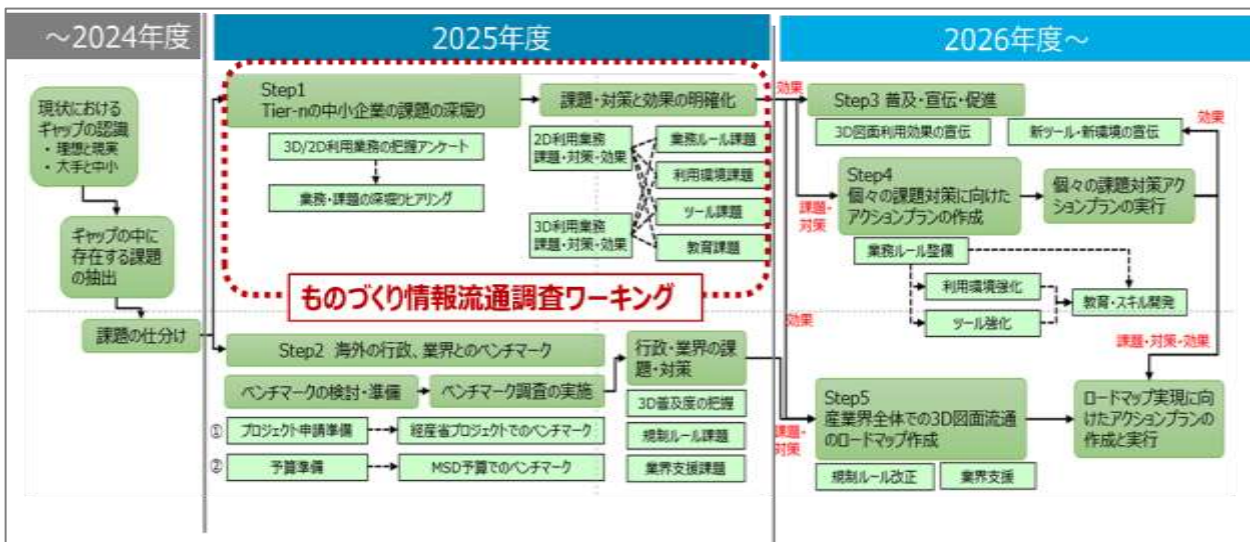 ～2024年度
2025年度
2026年度～
現状における
ギャップの認識
・ 理想と現実
・ 大手と中小
ギャップの中に
存在する課題
の抽出
課題の仕分け
Step1
Tier-nの中小企業の課題の深堀り
課題・対策と効果の明確化
3D/2D利用業務の把握アンケート
業務・課題の深堀りヒアリング
2D利用業務
課題・対策・効果
3D利用業務
課題・対策・効果
業務ルール課題
利用環境課題
ツール課題
教育課題
ものづくり情報流通調査ワーキング
Step2 海外の行政、業界とのベンチマーク
ベンチマークの検討・準備
ベンチマーク調査の実施
行政・業界の課
題・対策
① プロジェクト申請準備
経産省プロジェクトでのベンチマーク
② 予算準備
MSD予算でのベンチマーク
3D普及度の把握
規制ルール課題
業界支援課題
効果
Step3 普及・宣伝・促進
3D図面利用効果の宣伝
新ツール・新環境の宣伝
効果
課題・
対策
Step4
個々の課題対策に向けた
アクションプランの作成
個々の課題対策アク
ションプランの実行
業務ルール整備
利用環境強化
ツール強化
教育・スキル開発
効果
課題・対策・効果
課題・
対策
Step5
産業界全体での3D図面流通
のロードマップ作成
ロードマップ実現に向
けたアクションプランの
作成と実行
規制ルール改正
業界支援